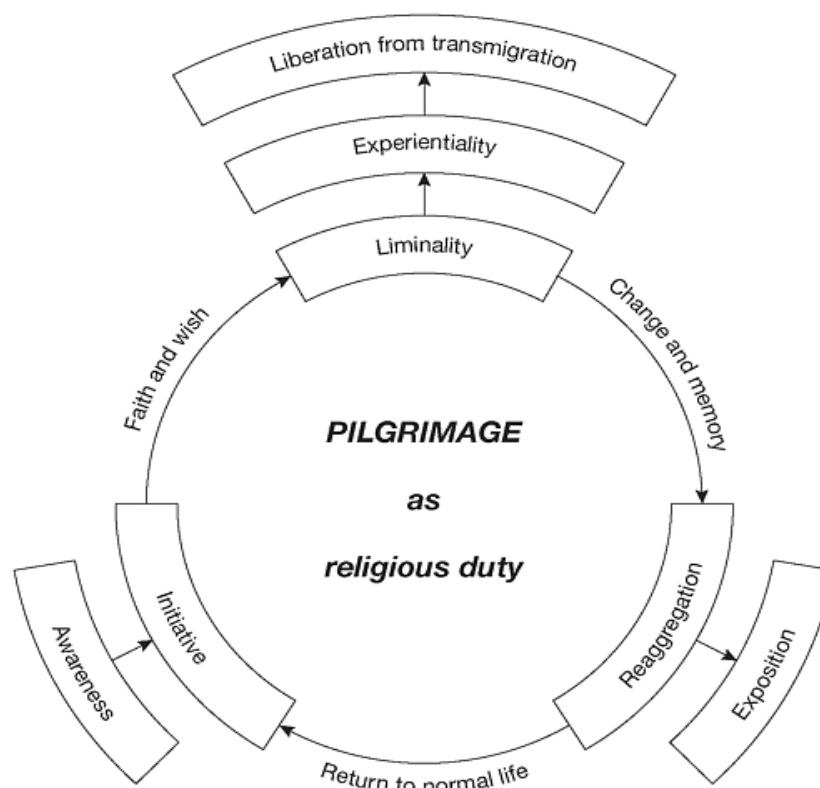 Liberation from transmigration
Experientiality
Liminality
Faith and wish
Change and memory
PILGRIMAGE
as
religious duty
Awareness
Initiative
Reaggregation
Exposition
Return to normal life